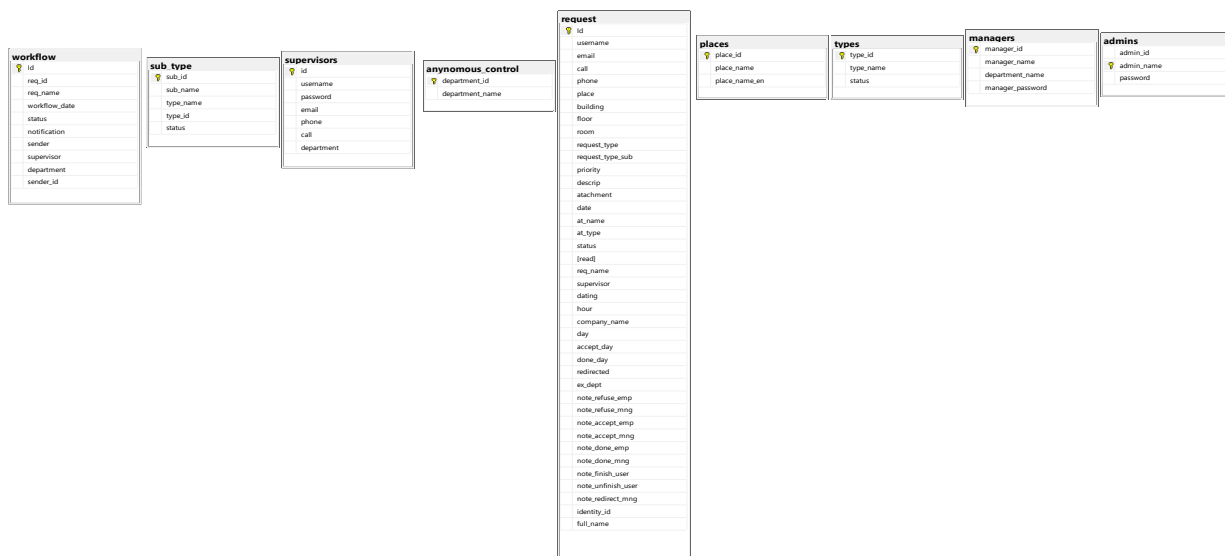 workflow
Id
req_id
req_name
workflow_date
status
notification
sender
supervisor
department
sender_id
sub_type
sub_id
sub_name
type_name
type_id
status
supervisors
id
username
password
email
phone
call
department
anynomous_control
department_id
department_name
request
Id
username
email
call
phone
place
building
floor
room
request_type
request_type_sub
priority
descrip
atachment
date
at_name
at_type
status
[read]
req_name
supervisor
dating
hour
company_name
day
accept_day
done_day
redirected
ex_dept
note_refuse_emp
note_refuse_mng
note_accept_emp
note_accept_mng
note_done_emp
note_done_mng
note_finish_user
note_unfinish_user
note_redirect_mng
identity_id
full_name
places
place_id
place_name
place_name_en
types
type_id
type_name
status
managers
manager_id
manager_name
department_name
manager_password
admins
admin_id
admin_name
password